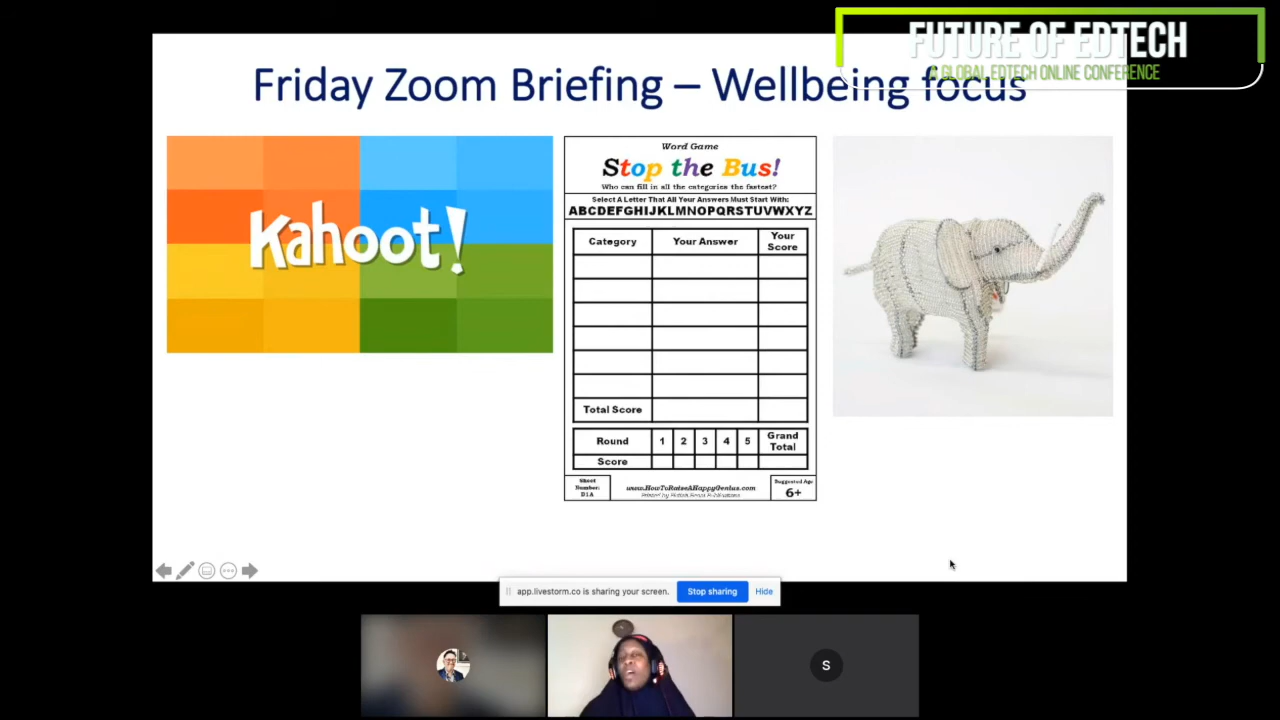 FUTURE OF EDTECH
A GLOBAL EDTECH ONLINE CONFERENCE
Friday Zoom Briefing – Wellbeing focus
Kahoot!
Word Game
Stop the Bus!
Who can fill in all the categories the fastest?
Select A Letter That All Your Answers Must Start With:
ABCDEFGHIJKLMNOPQRSTUVWXYZ
Category Your Answer Your Score
Total Score
Round 1 2 3 4 5 Grand Total
Score
Sheet Number: D1A
www.HowToRaiseAHappyGenius.com
Suggested Age 6+
app.livestorm.co is sharing your screen. Stop sharing Hide
S